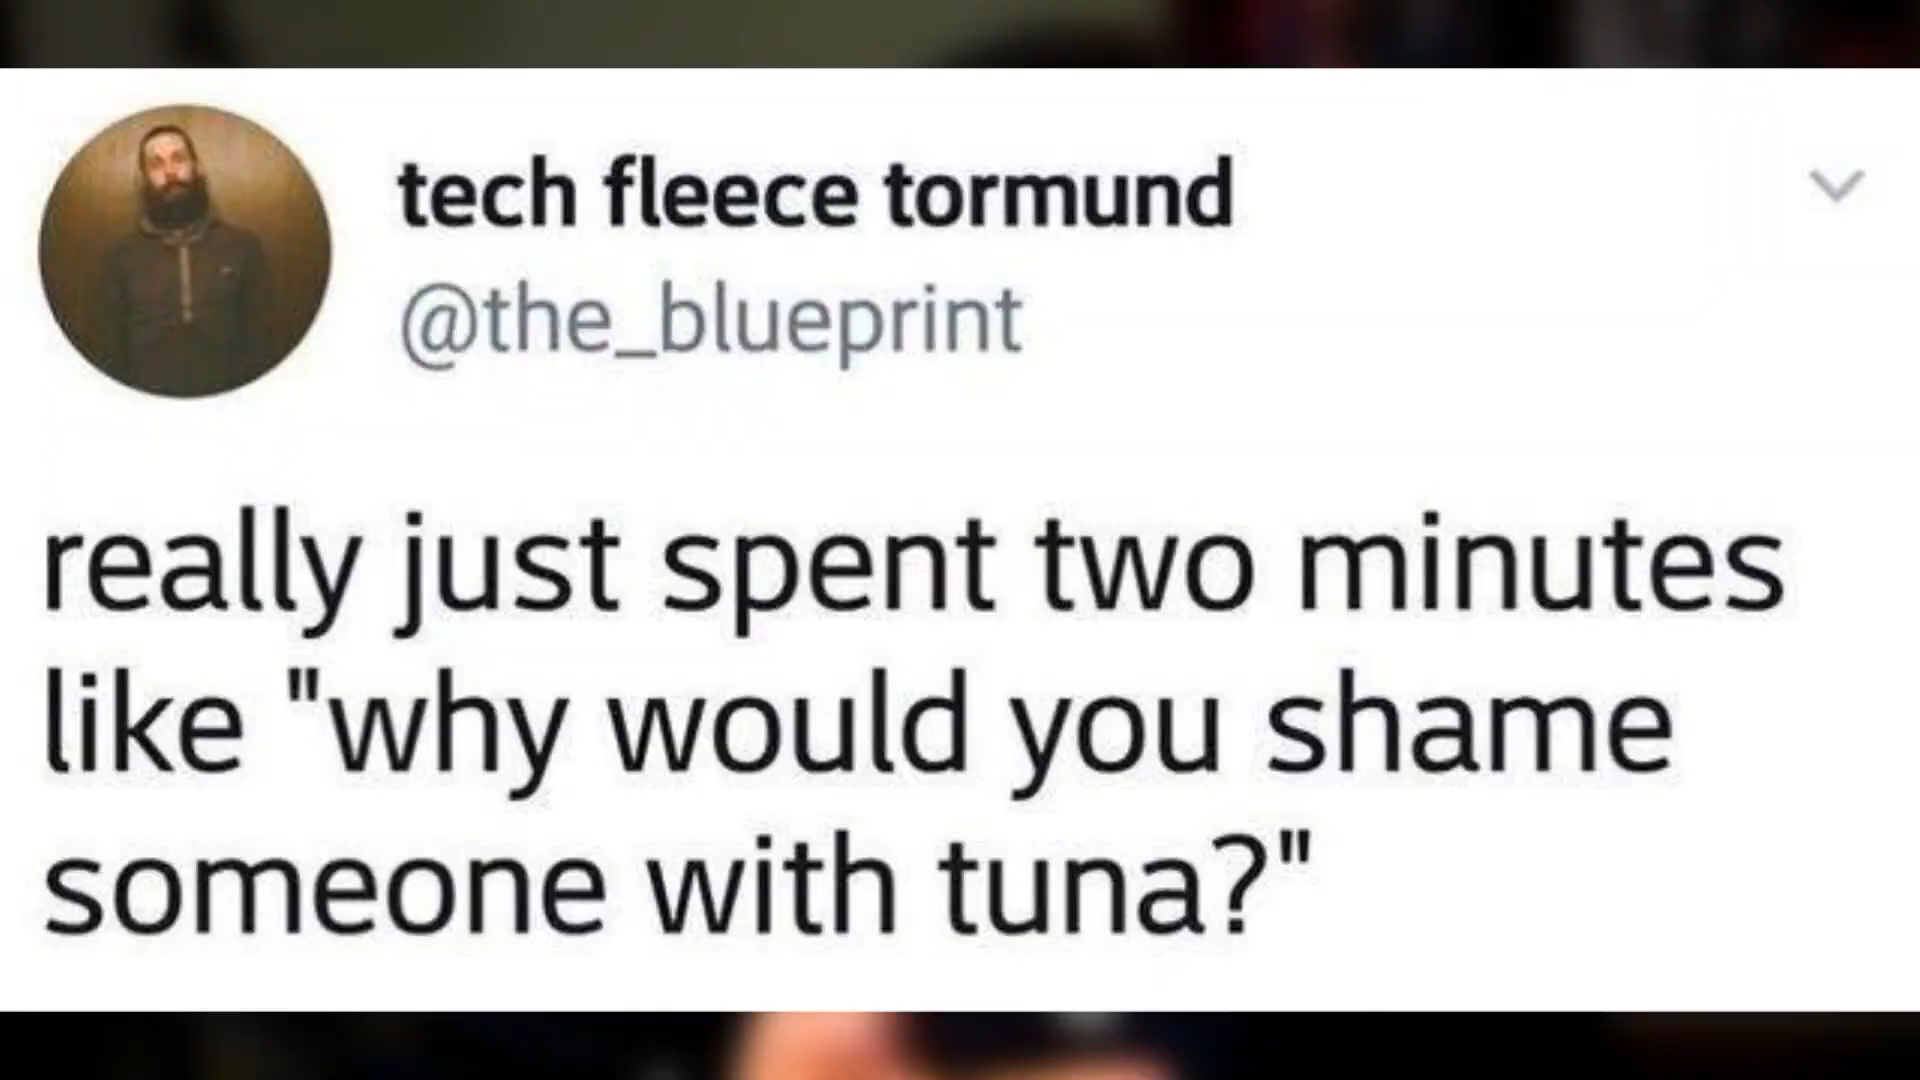 tech fleece tormund
@the_blueprint
really just spent two minutes
like "why would you shame
someone with tuna?"